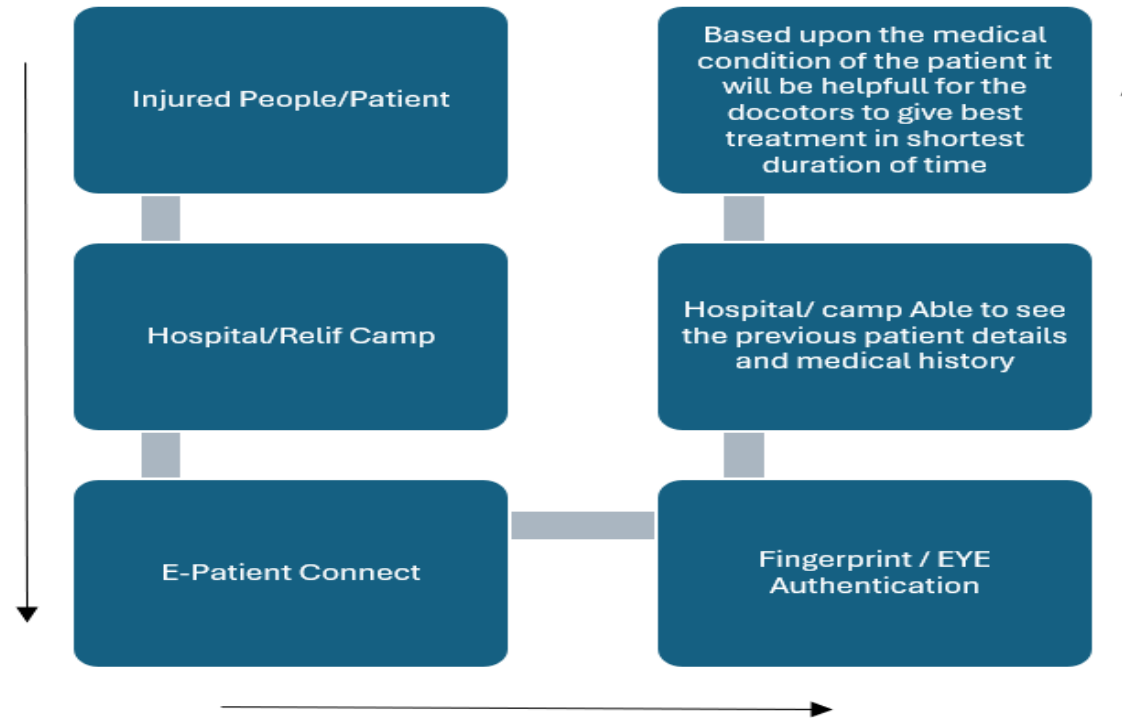 Injured People/Patient
Hospital/Relif Camp
E-Patient Connect
Fingerprint / EYE
Authentication
Hospital/ camp Able to see
the previous patient details
and medical history
Based upon the medical
condition of the patient it
will be helpfull for the
docotors to give best
treatment in shortest
duration of time